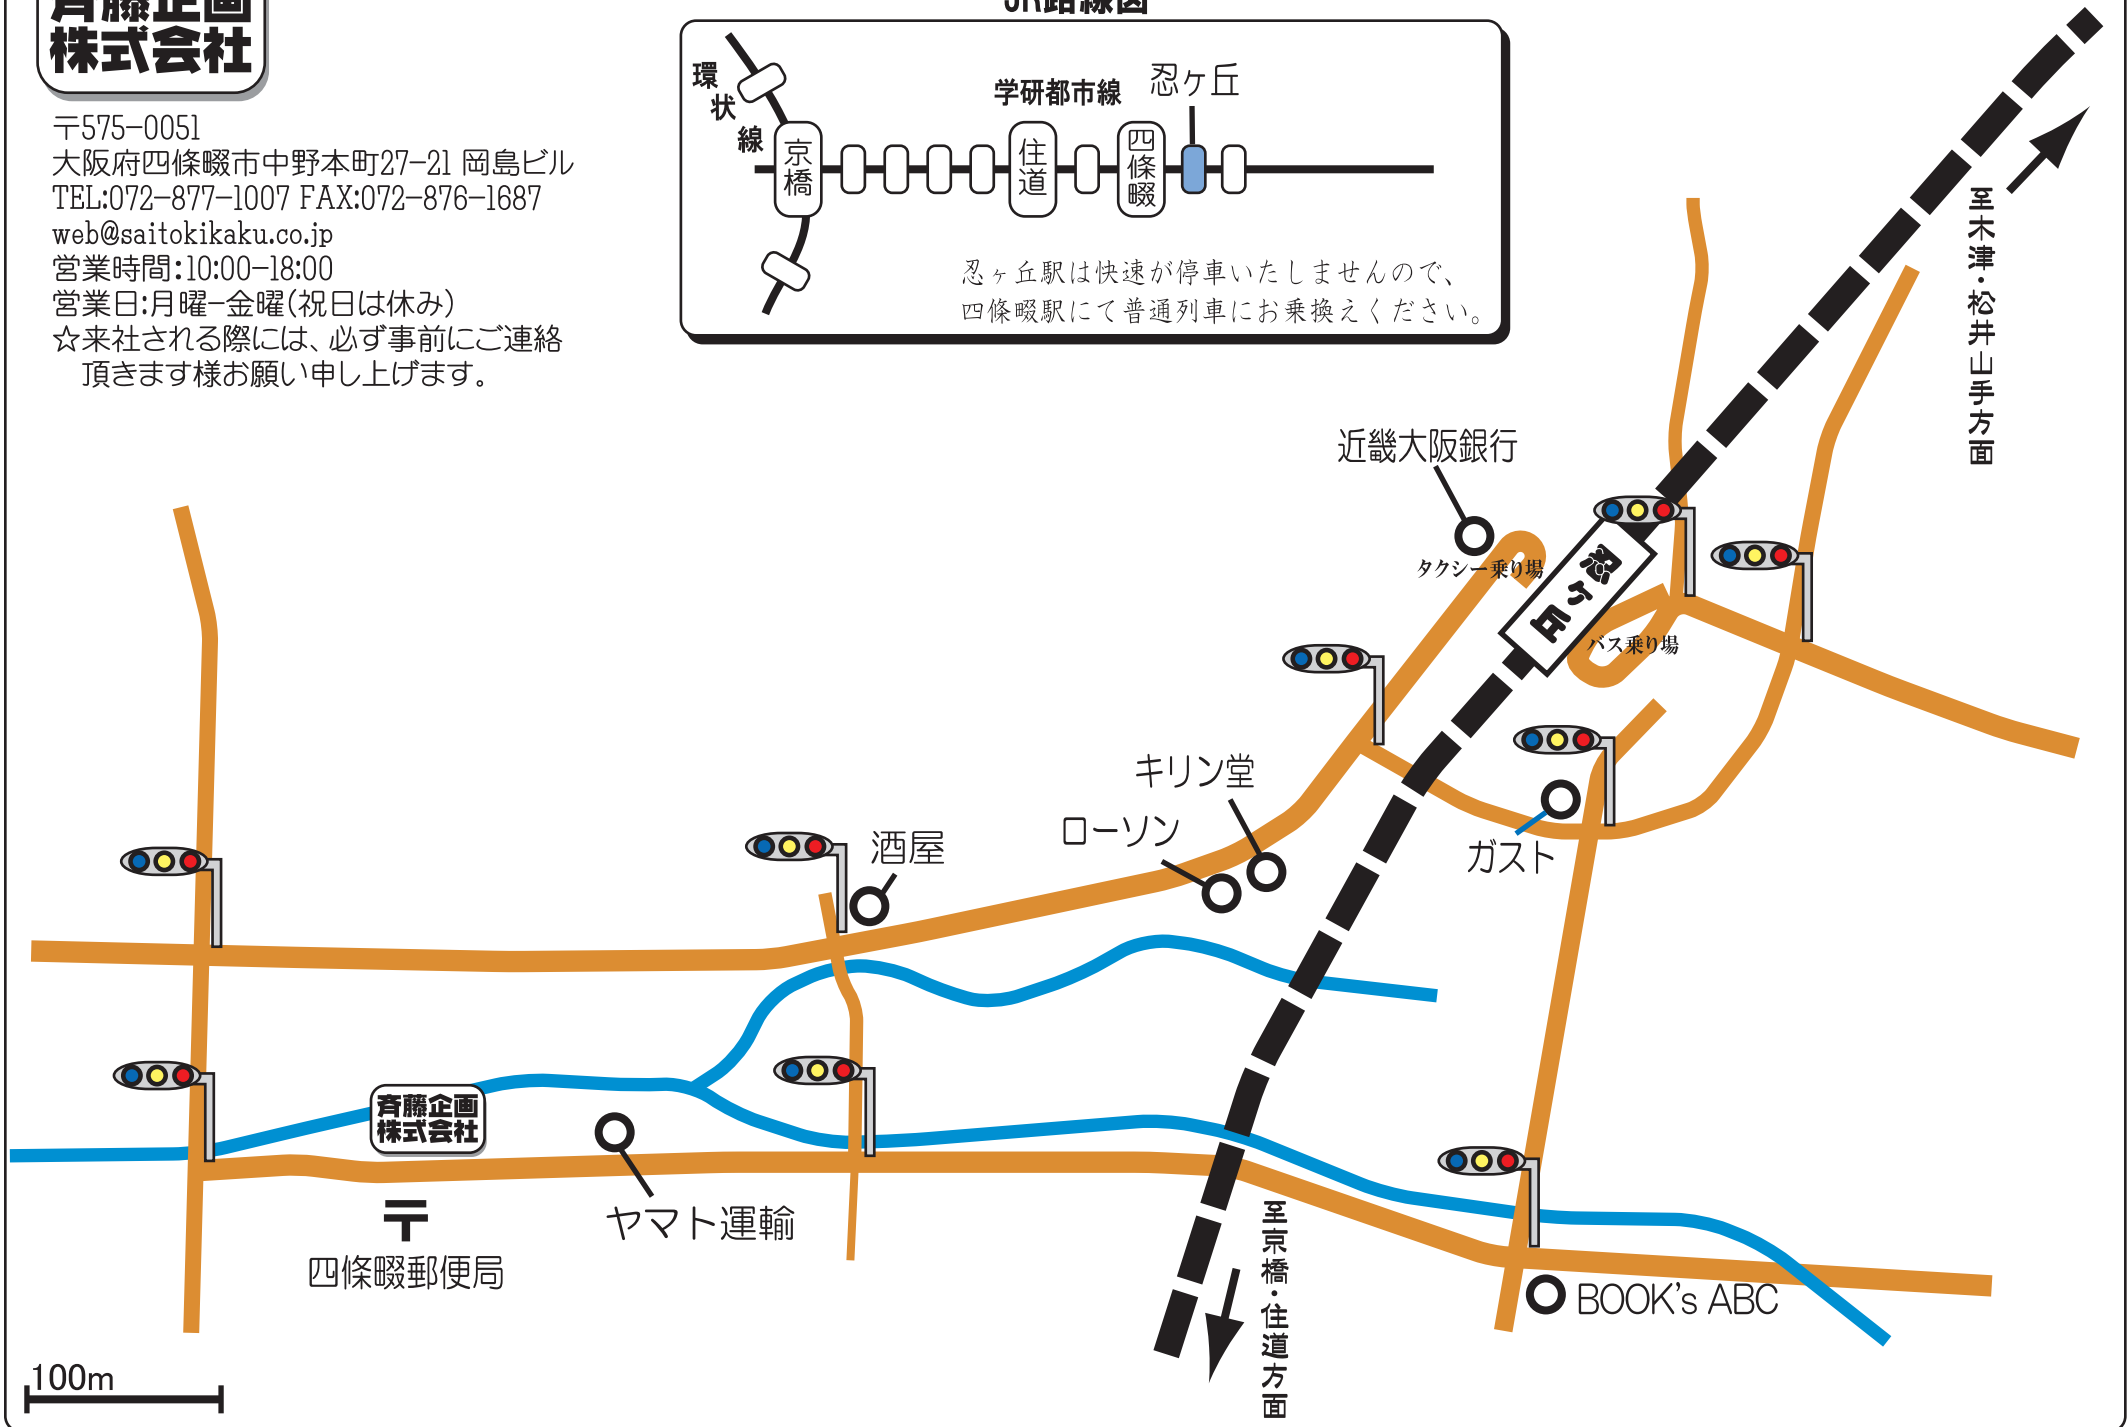 斉藤企画
株式会社
〒575-0051
大阪府四條畷市中野本町27-21 岡島ビル
TEL:072-877-1007 FAX:072-876-1687
web@saitokikaku.co.jp
営業時間:10:00-18:00
営業日:月曜-金曜(祝日は休み)
☆来社される際には、必ず事前にご連絡
頂きます様お願い申し上げます。
JR路線図
環状線
学研都市線
忍ヶ丘
京橋
住道
四條畷
忍ヶ丘駅は快速が停車いたしませんので、
四條畷駅にて普通列車にお乗換えください。
至木津・松井山手方面
近畿大阪銀行
タクシー乗り場
忍ヶ丘
バス乗り場
キリン堂
ローソン
酒屋
ガスト
斉藤企画
株式会社
ヤマト運輸
〒
四條畷郵便局
至京橋・住道方面
BOOK's ABC
100m